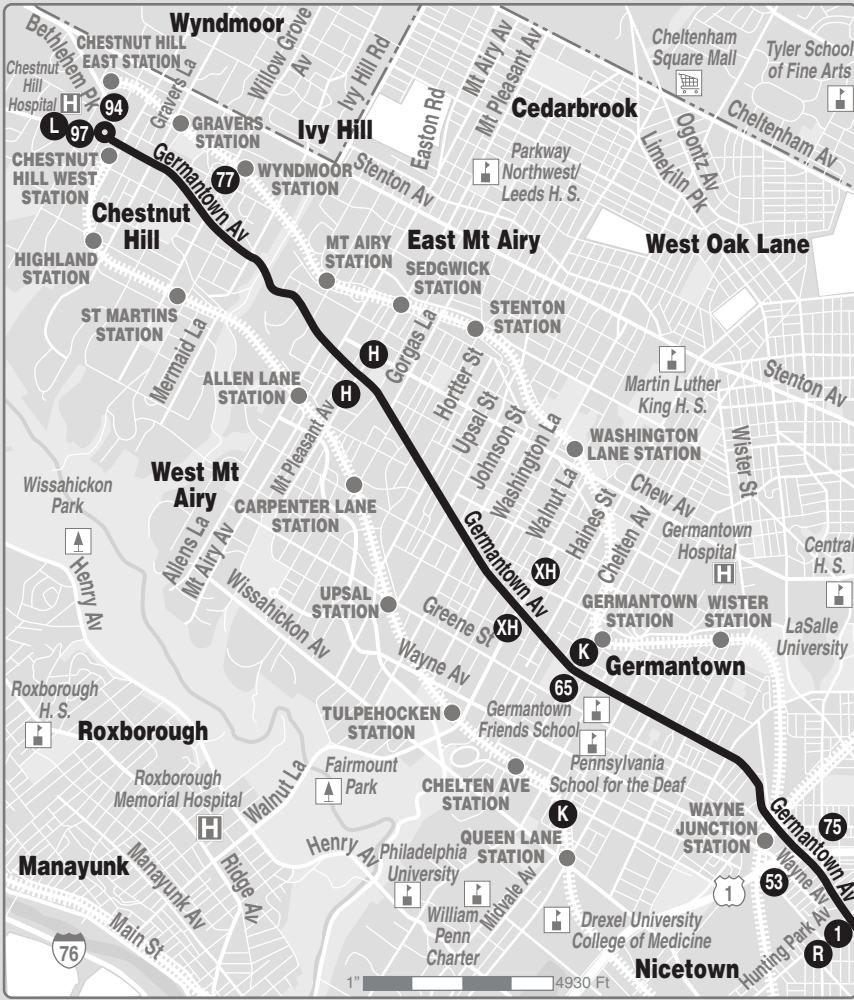 Wyndmoor
Bethlehem Pk
CHESTNUT HILL
EAST STATION
Gravers La
Willow Grove
Av
Ivy Hill Rd
Mt Airy Av
Mt Pleasant Av
Easton Rd
Cheltenham
Square Mall
Tyler School
of Fine Arts
Chestnut
Hill
Hospital
H
94
L
97
GRAVERS
STATION
Ivy Hill
Cedarbrook
Ogontz Av
Limekiln Pk
Cheltenham Av
CHESTNUT
HILL WEST
STATION
Germantown Av
77
WYNDMOOR
STATION
Stenton Av
Parkway
Northwest/
Leeds H. S.
Chestnut
Hill
HIGHLAND
STATION
MT AIRY
STATION
East Mt Airy
West Oak Lane
SEDGWICK
STATION
ST MARTINS
STATION
Mermaid La
STENTON
STATION
H
H
Gorgas La
ALLEN LANE
STATION
Mt Pleasant Av
Hortter St
Upsal St
Johnson St
Washington La
Walnut La
Haines St
Chelten Av
Martin Luther
King H. S.
Stenton Av
WASHINGTON
LANE STATION
Wister St
West Mt
Airy
Wissahickon
Park
CARPENTER LANE
STATION
Chew Av
Germantown
Hospital
H
Central
H. S.
Allens La
Mt Airy Av
Germantown Av
XH
Henry Av
Wissahickon Av
UPSAL
STATION
Greene St
XH
GERMANTOWN
STATION
WISTER
STATION
LaSalle
University
Wayne Av
K
Germantown
65
Roxborough
H. S.
Roxborough
TULPEHOCKEN
STATION
Germantown
Friends School
Pennsylvania
School for the Deaf
Roxborough
Memorial Hospital
H
Walnut La
Fairmount
Park
CHELTEN AVE
STATION
K
WAYNE
JUNCTION
STATION
Germantown Av
75
Manayunk
Manayunk Av
Ridge Av
Henry Av
Philadelphia
University
QUEEN LANE
STATION
Midvale Av
1
53
Wayne Av
Main St
76
William
Penn
Charter
Drexel University
College of Medicine
Hunting Park Av
1
R
Nicetown
1" 4930 Ft